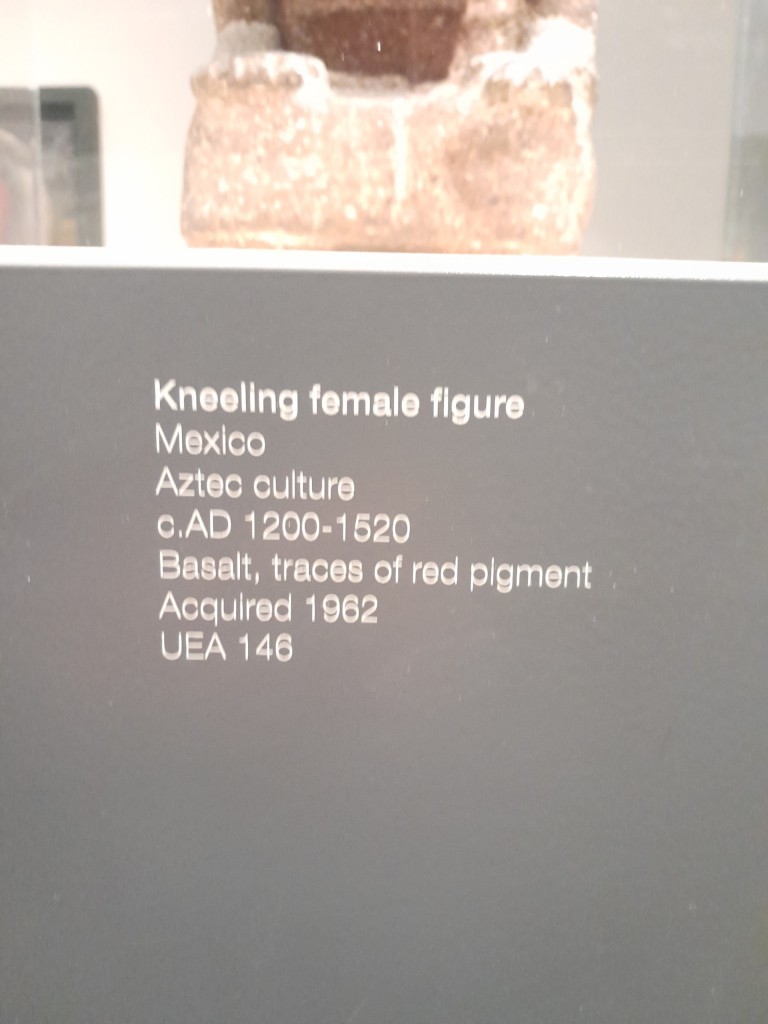 Kneeling female figure
Mexico
Aztec culture
c.AD 1200-1520
Basalt, traces of red pigment
Acquired 1962
UEA 146